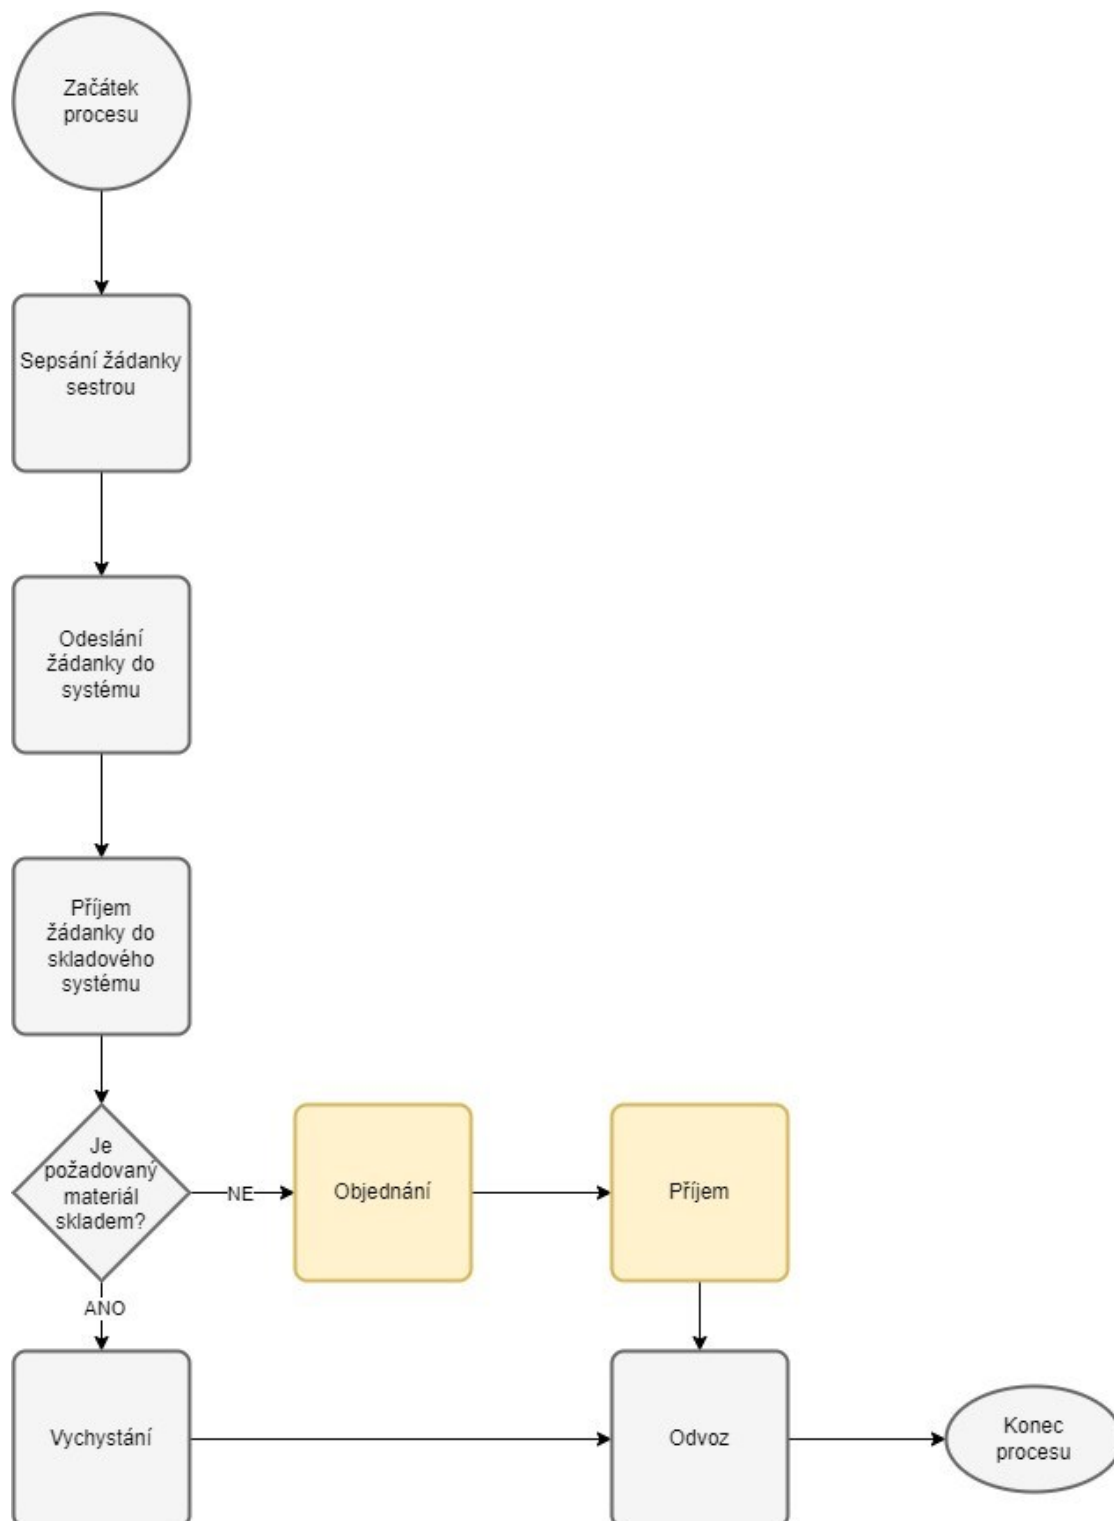 Začátek
procesu
Sepsání žádanky
sestrou
Odeslání
žádanky do
systému
Příjem
žádanky do
skladového
systému
Je
požadovaný
materiál
skladem?
NE
Objednání
Příjem
ANO
Vychystání
Odvoz
Konec
procesu